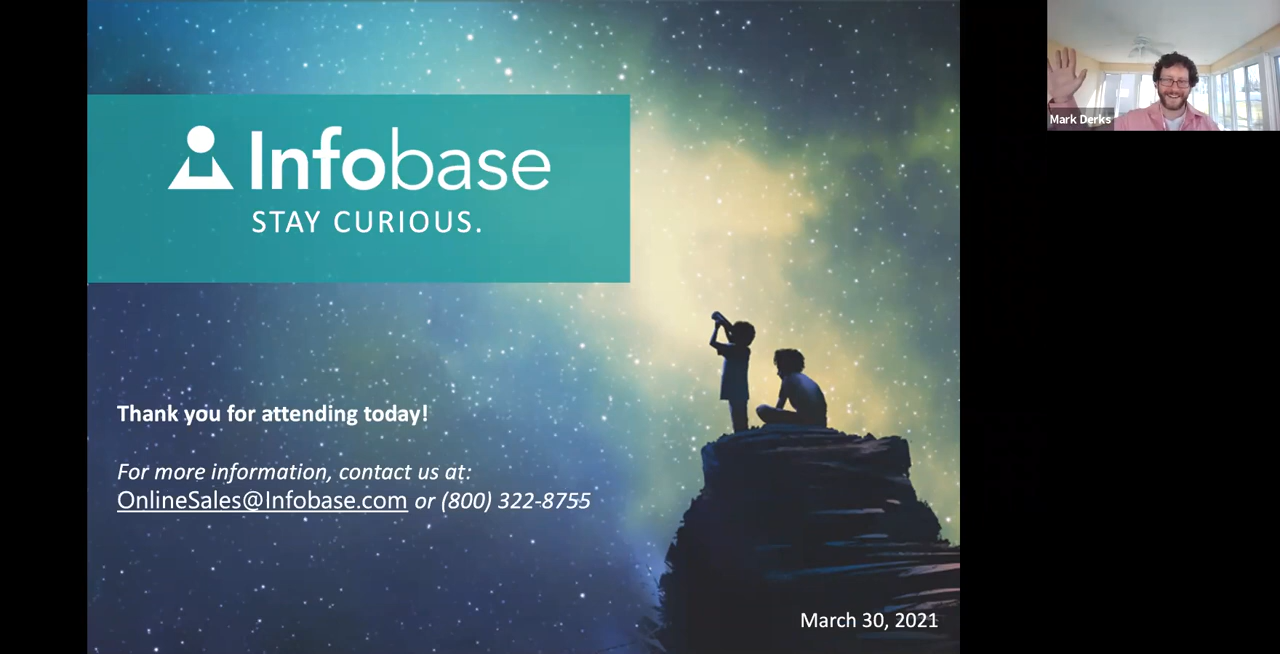 Infobase
STAY CURIOUS.
Mark Derks
Thank you for attending today!
For more information, contact us at:
OnlineSales@Infobase.com or (800) 322-8755
March 30, 2021